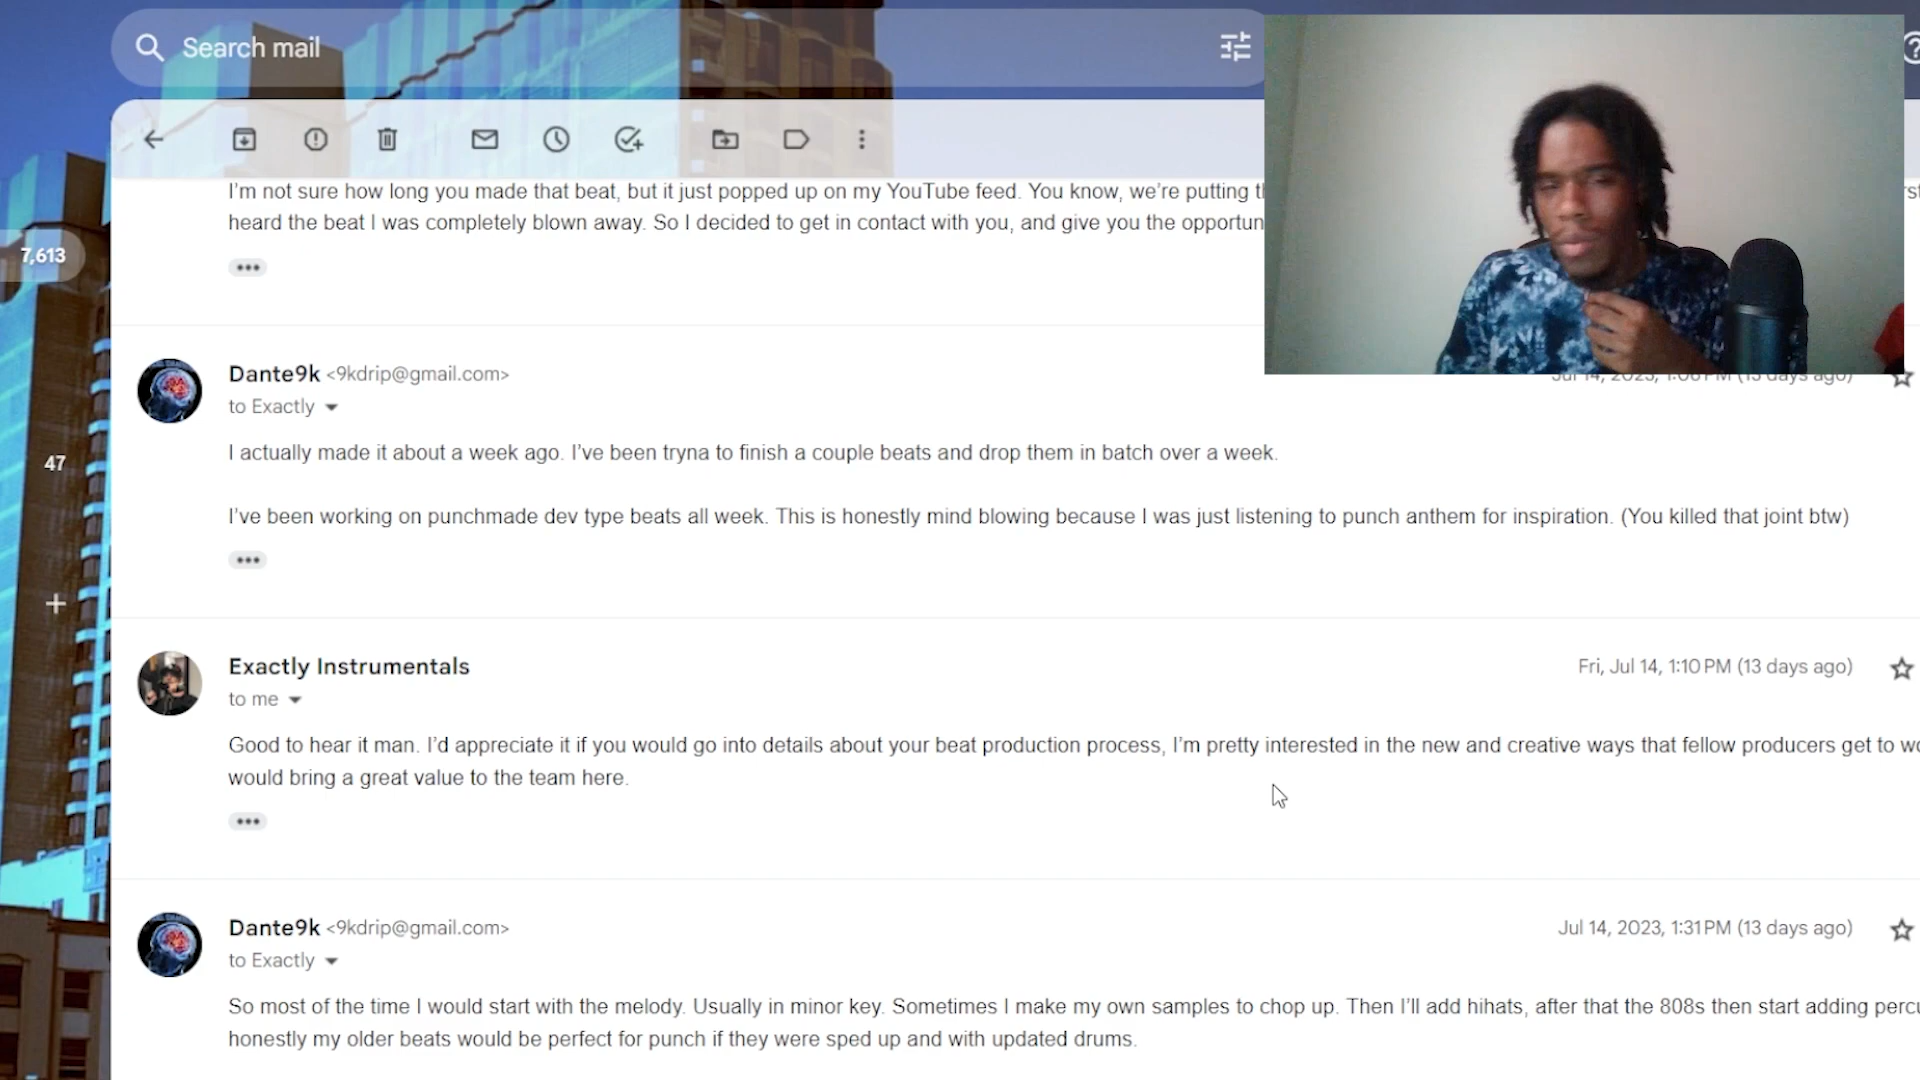 Search mail
I'm not sure how long you made that beat, but it just popped up on my YouTube feed. You know, we're putting
heard the beat I was completely blown away. So I decided to get in contact with you, and give you the
7,613
Dante9k <9kdrip@gmail.com>
Jul 14, 2023, 1:06 PM (13 days ago)
to Exactly
I actually made it about a week ago. I've been tryna to finish a couple beats and drop them in batch over a week.
47
I've been working on punchmade dev type beats all week. This is honestly mind blowing because I was just listening to punch anthem for inspiration. (You killed that joint btw)
Exactly Instrumentals
Fri, Jul 14, 1:10 PM (13 days ago)
to me
Good to hear it man. I'd appreciate it if you would go into details about your beat production process, I'm pretty interested in the new and creative ways that fellow producers get to
would bring a great value to the team here.
Dante9k <9kdrip@gmail.com>
Jul 14, 2023, 1:31 PM (13 days ago)
to Exactly
So most of the time I would start with the melody. Usually in minor key. Sometimes I make my own samples to chop up. Then I'll add hihats, after that the 808s then start adding
honestly my older beats would be perfect for punch if they were sped up and with updated drums.